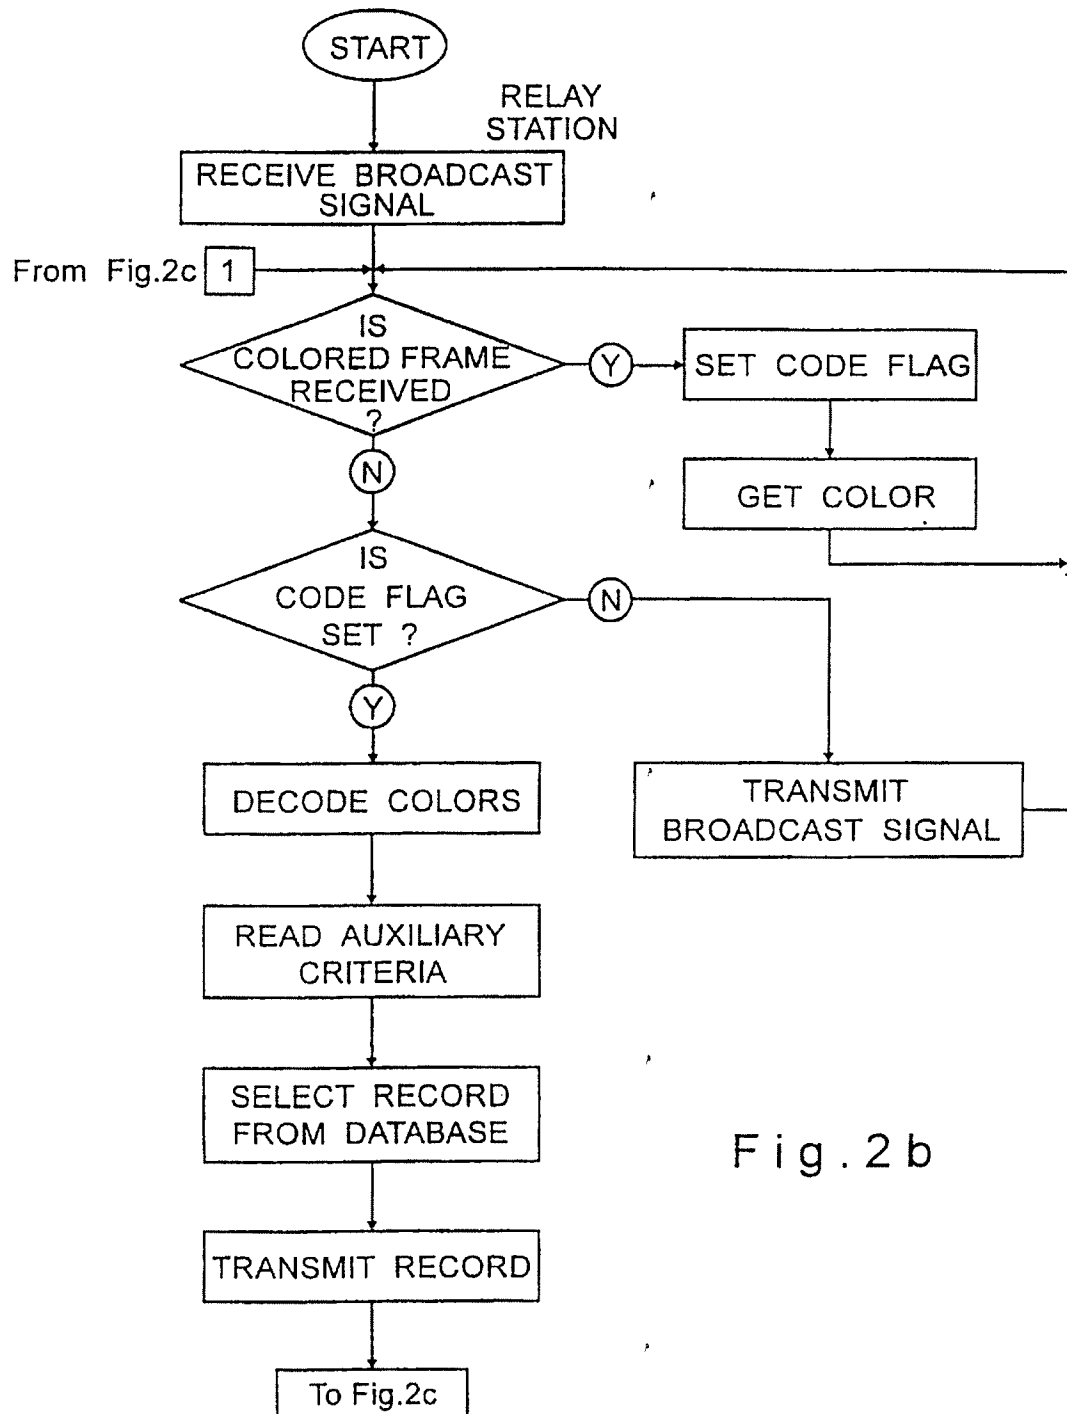 START
RELAY
STATION
RECEIVE BROADCAST
SIGNAL
From Fig.2c 1
IS
COLORED FRAME
RECEIVED
?
Y
SET CODE FLAG
N
GET COLOR
IS
CODE FLAG
SET ?
N
Y
DECODE COLORS
TRANSMIT
BROADCAST SIGNAL
READ AUXILIARY
CRITERIA
SELECT RECORD
FROM DATABASE
Fig.2b
TRANSMIT RECORD
To Fig.2c